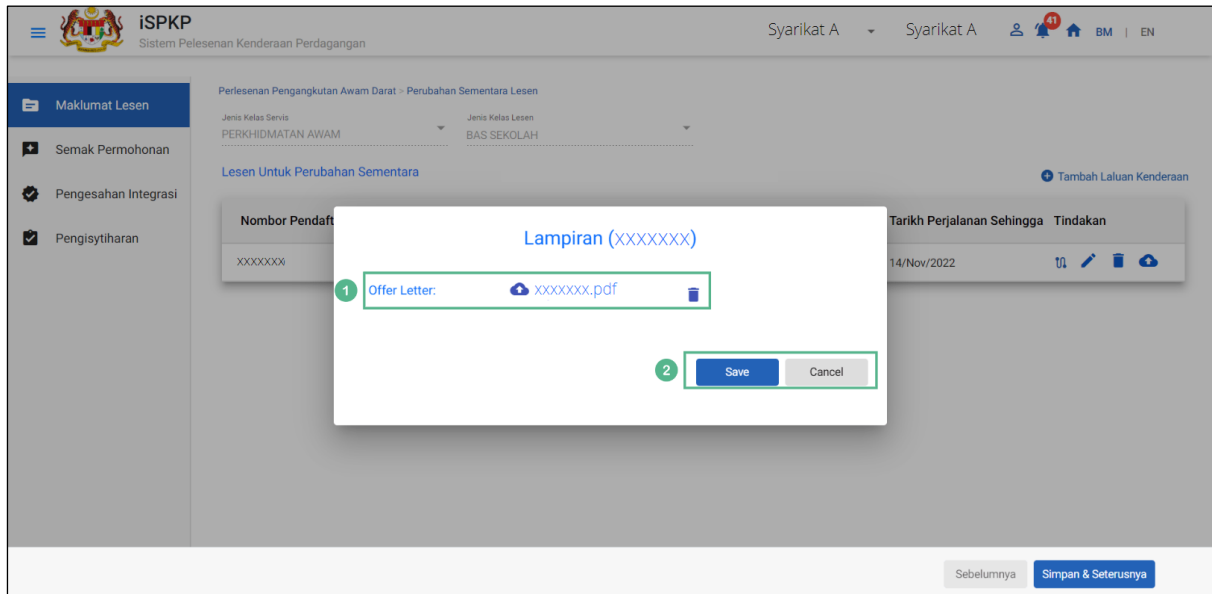 iSPKP
Sistem Pelesenan Kenderaan Perdagangan
Syarikat A
Syarikat A
41
BM | EN
Maklumat Lesen
Semak Permohonan
Pengesahan Integrasi
Pengisytiharan
Perlesenan Pengangkutan Awam Darat > Perubahan Sementara Lesen
Jenis Kelas Servis
PERKHIDMATAN AWAM
Jenis Kelas Lesen
BAS SEKOLAH
Lesen Untuk Perubahan Sementara
Tambah Laluan Kenderaan
Nombor Pendaft
Tarikh Perjalanan Sehingga Tindakan
XXXXXXX
14/Nov/2022
Lampiran (XXXXXXX)
1 Offer Letter: xxxxxxx.pdf
2 Save Cancel
Sebelumnya Simpan & Seterusnya